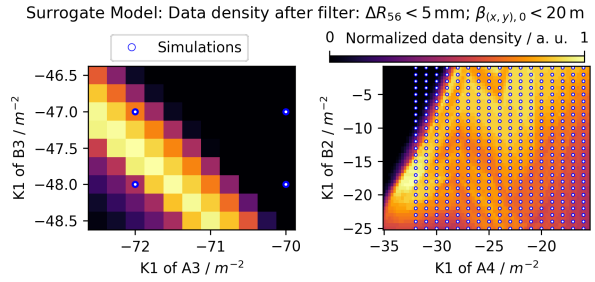 Surrogate Model: Data density after filter: ΔR₅₆ < 5 mm; β₍ₓ,ᵧ₎,₀ < 20 m
Simulations
0 Normalized data density / a. u. 1
−46.5
−47.0
−47.5
−48.0
−48.5
K1 of B3 / m⁻²
−72 −71 −70
K1 of A3 / m⁻²
−5
−10
−15
−20
−25
K1 of B2 / m⁻²
−35 −30 −25 −20
K1 of A4 / m⁻²